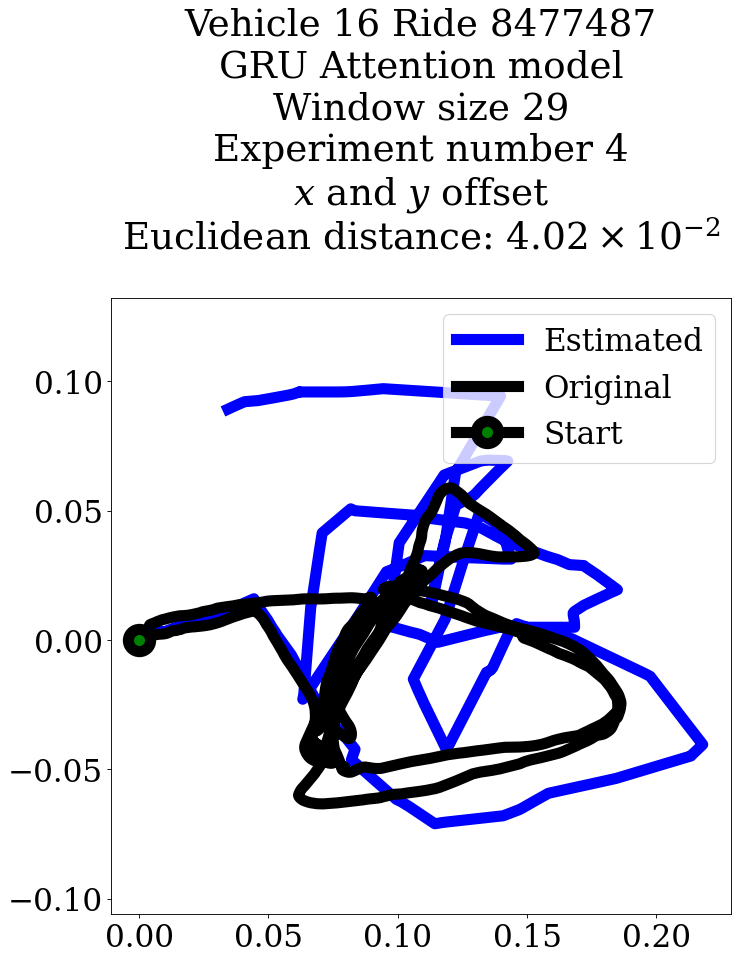 Vehicle 16 Ride 8477487
GRU Attention model
Window size 29
Experiment number 4
x and y offset
Euclidean distance: 4.02 × 10⁻²
Estimated
Original
Start
0.10
0.05
0.00
−0.05
−0.10
0.00 0.05 0.10 0.15 0.20